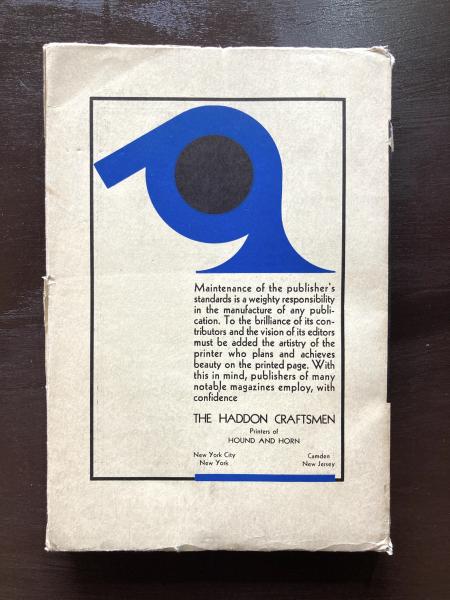 Maintenance of the publisher's
standards is a weighty responsibility
in the manufacture of any publi-
cation. To the brilliance of its con-
tributors and the vision of its editors
must be added the artistry of the
printer who plans and achieves
beauty on the printed page. With
this in mind, publishers of many
notable magazines employ, with
confidence
THE HADDON CRAFTSMEN
Printers of
HOUND AND HORN
New York City Camden
New York New Jersey